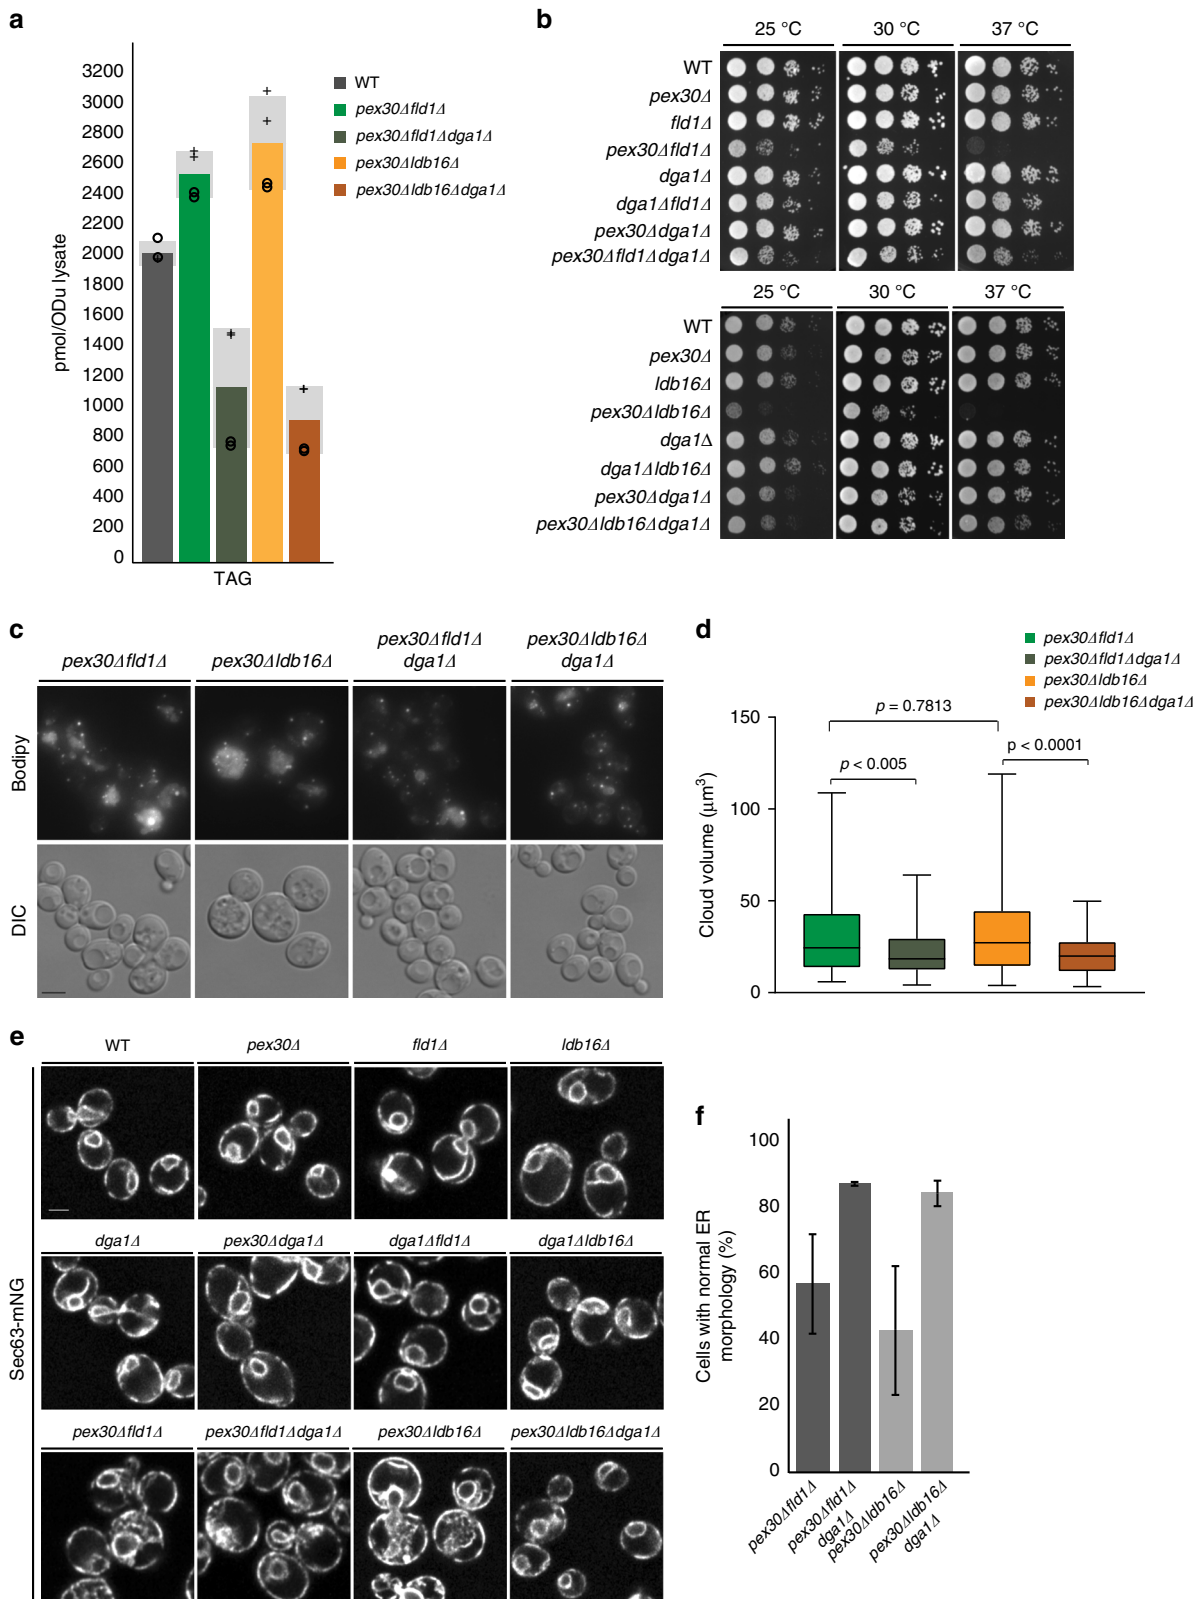 a
3200
3000
2800
2600
2400
2200
2000
1800
1600
1400
1200
1000
800
600
400
200
0
pmol/ODu lysate
TAG
WT
pex30Δfld1Δ
pex30Δfld1Δdga1Δ
pex30Δldb16Δ
pex30Δldb16Δdga1Δ
b
25 °C 30 °C 37 °C
WT
pex30Δ
fld1Δ
pex30Δfld1Δ
dga1Δ
dga1Δfld1Δ
pex30Δdga1Δ
pex30Δfld1Δdga1Δ
25 °C 30 °C 37 °C
WT
pex30Δ
ldb16Δ
pex30Δldb16Δ
dga1Δ
dga1Δldb16Δ
pex30Δdga1Δ
pex30Δldb16Δdga1Δ
c
pex30Δfld1Δ
pex30Δldb16Δ
pex30Δfld1Δ
dga1Δ
pex30Δldb16Δ
dga1Δ
Bodipy
DIC
d
pex30Δfld1Δ
pex30Δfld1Δdga1Δ
pex30Δldb16Δ
pex30Δldb16Δdga1Δ
150
100
50
0
Cloud volume (μm³)
p = 0.7813
p < 0.005
p < 0.0001
e
WT pex30Δ fld1Δ ldb16Δ
dga1Δ pex30Δdga1Δ dga1Δfld1Δ dga1Δldb16Δ
pex30Δfld1Δ pex30Δfld1Δdga1Δ pex30Δldb16Δ pex30Δldb16Δdga1Δ
Sec63-mNG
f
100
80
60
40
20
0
Cells with normal ER
morphology (%)
pex30Δfld1Δ
pex30Δfld1Δ
dga1Δ
pex30Δldb16Δ
pex30Δldb16Δ
dga1Δ